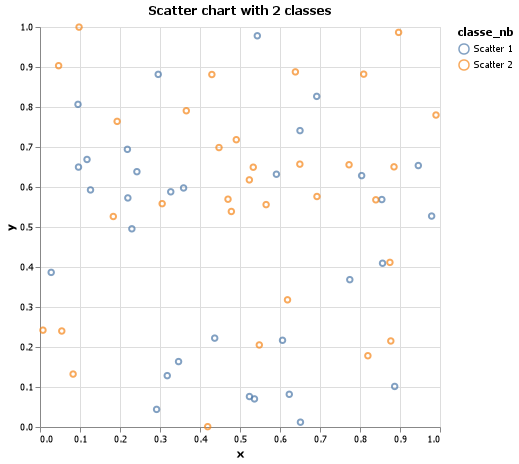 Scatter chart with 2 classes
classe_nb
Scatter 1
Scatter 2
1.0
0.9
0.8
0.7
0.6
0.5
0.4
0.3
0.2
0.1
0.0
y
0.0 0.1 0.2 0.3 0.4 0.5 0.6 0.7 0.8 0.9 1.0
x